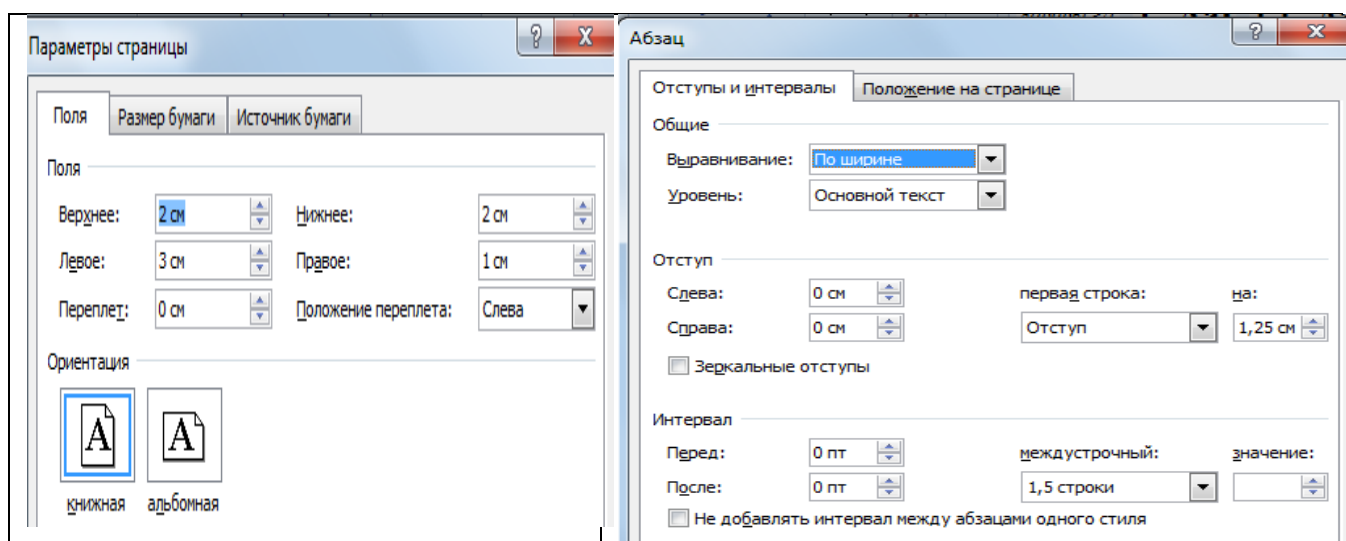 Параметры страницы
Поля Размер бумаги Источник бумаги
Поля
Верхнее: 2 см Нижнее: 2 см
Левое: 3 см Правое: 1 см
Переплет: 0 см Положение переплета: Слева
Ориентация
A A
книжная альбомная
Абзац
Отступы и интервалы Положение на странице
Общие
Выравнивание: По ширине
Уровень: Основной текст
Отступ
Слева: 0 см первая строка: на:
Справа: 0 см Отступ 1,25 см
Зеркальные отступы
Интервал
Перед: 0 пт междустрочный: значение:
После: 0 пт 1,5 строки
Не добавлять интервал между абзацами одного стиля